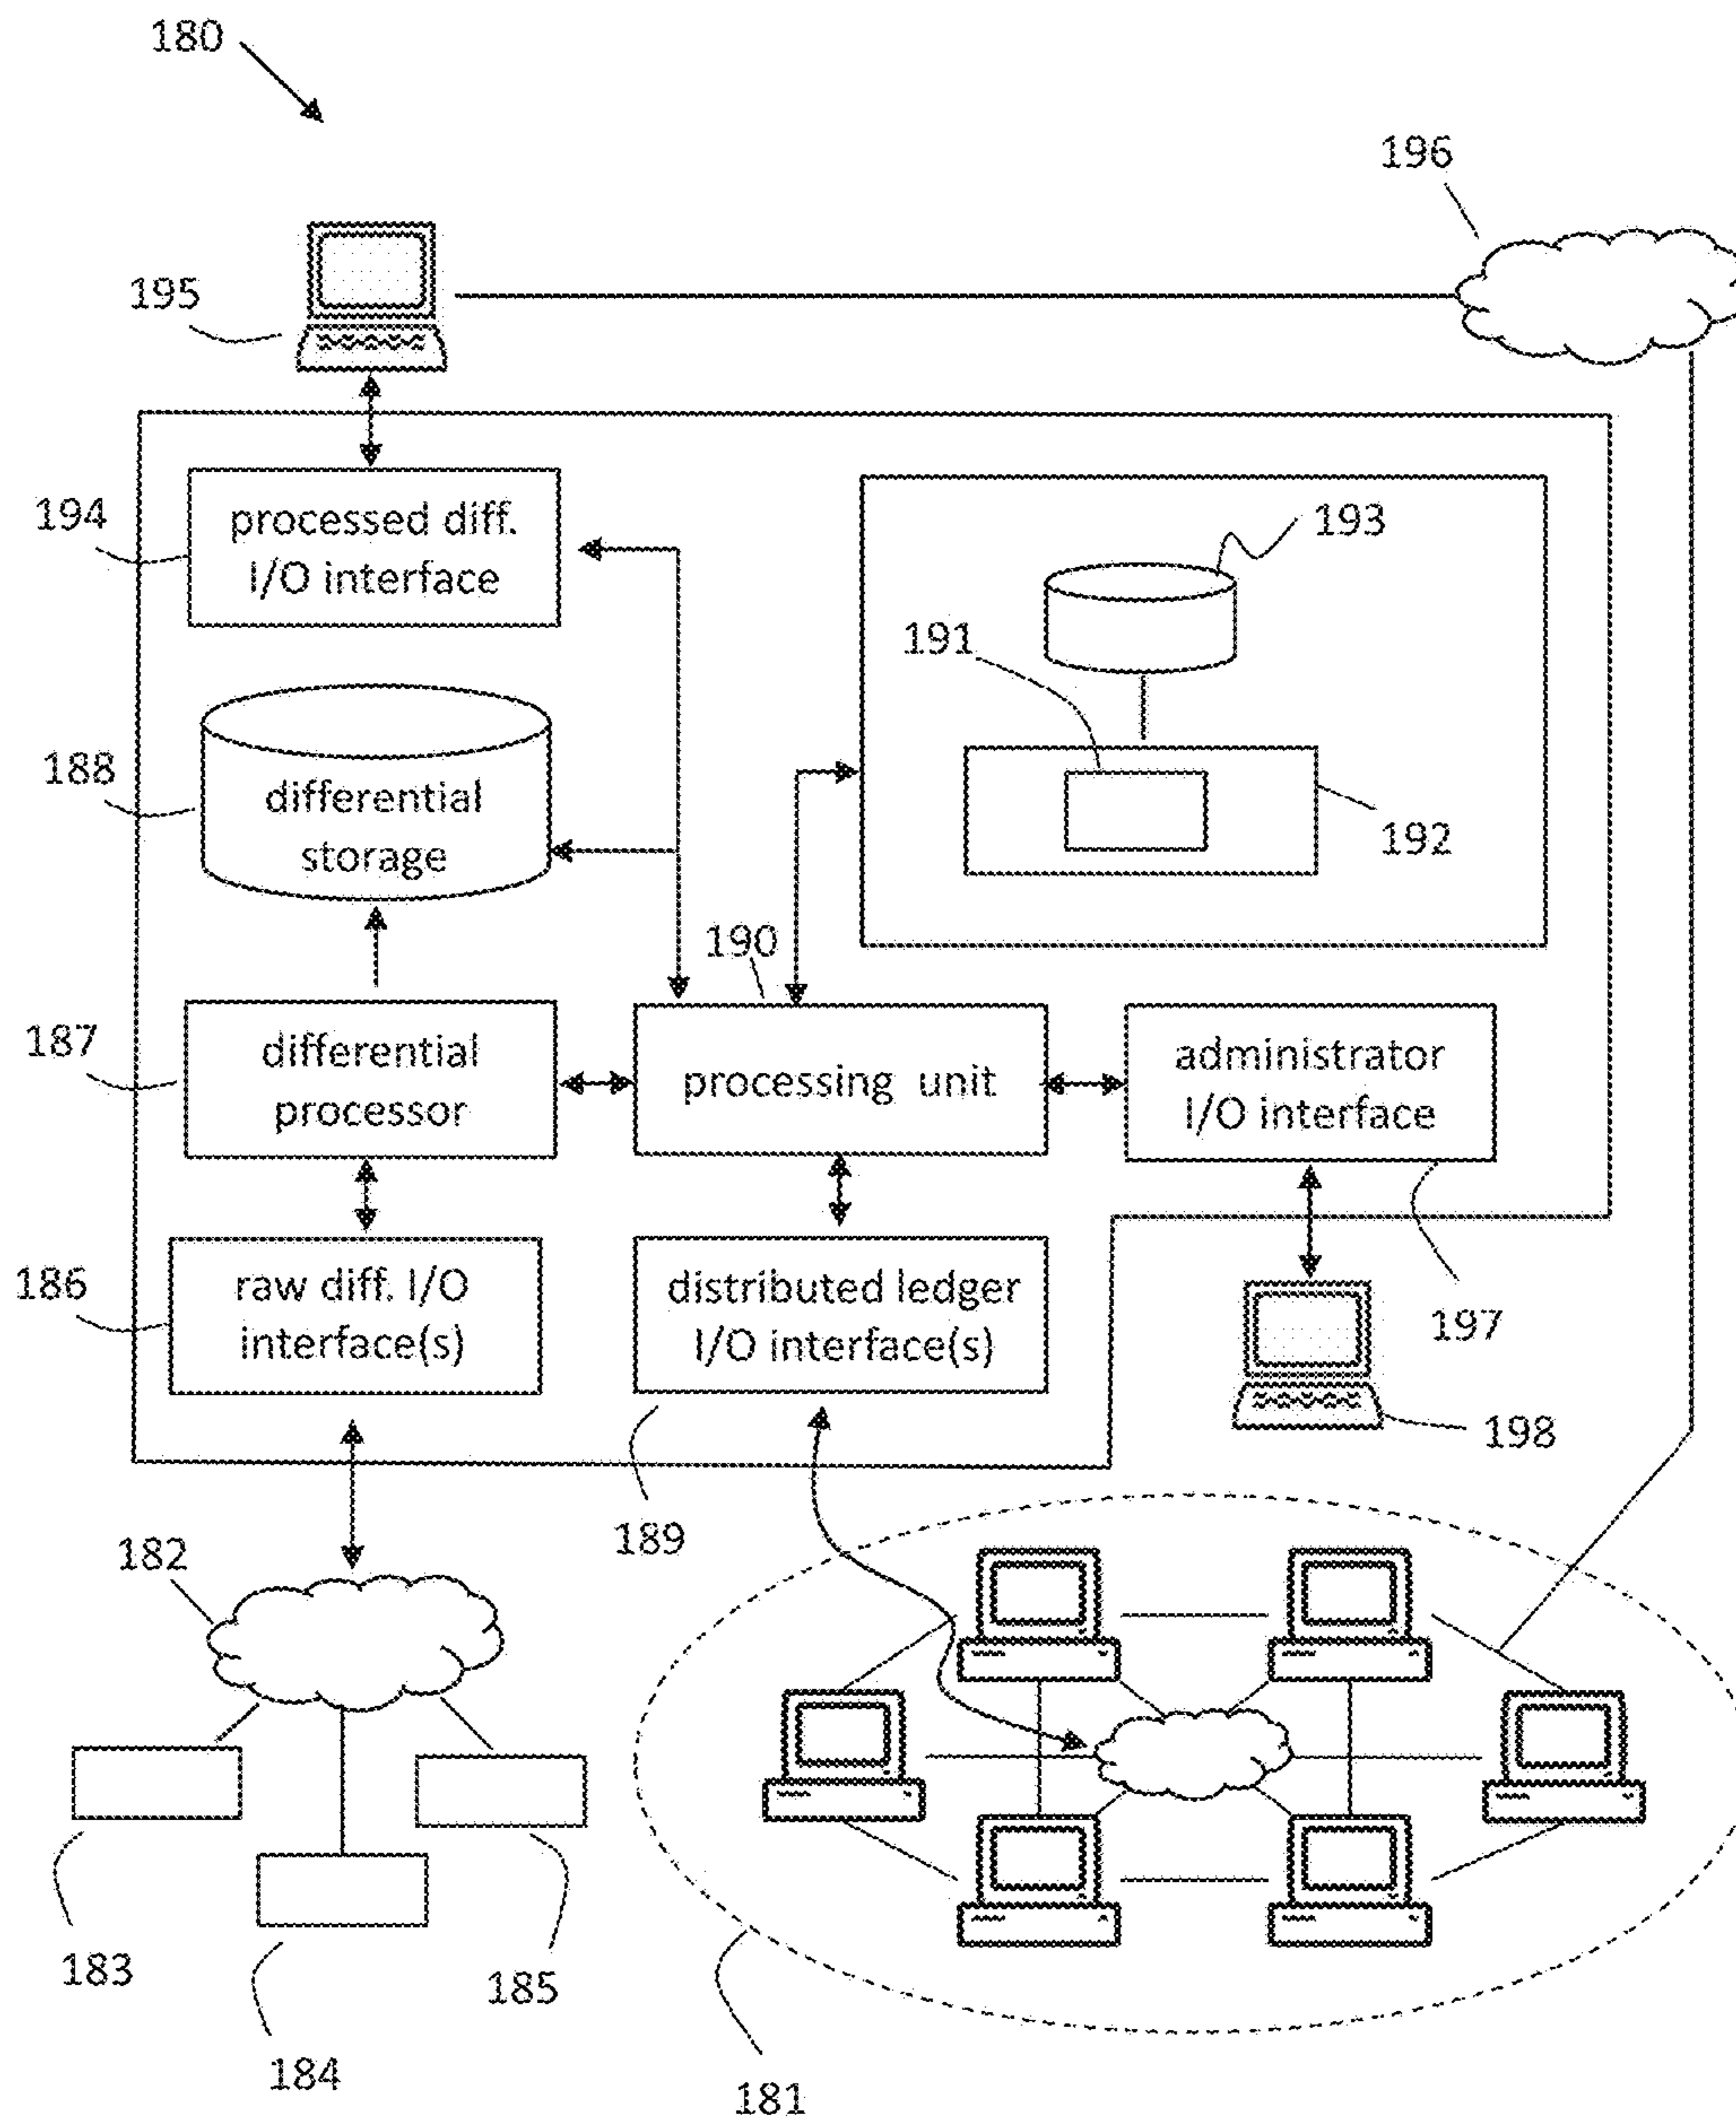 180
196
195
194
processed diff.
I/O interface
193
191
188
differential
storage
192
190
187
differential
processor
processing unit
administrator
I/O interface
186
raw diff. I/O
interface(s)
distributed ledger
I/O interface(s)
197
198
182
189
183
185
184
181